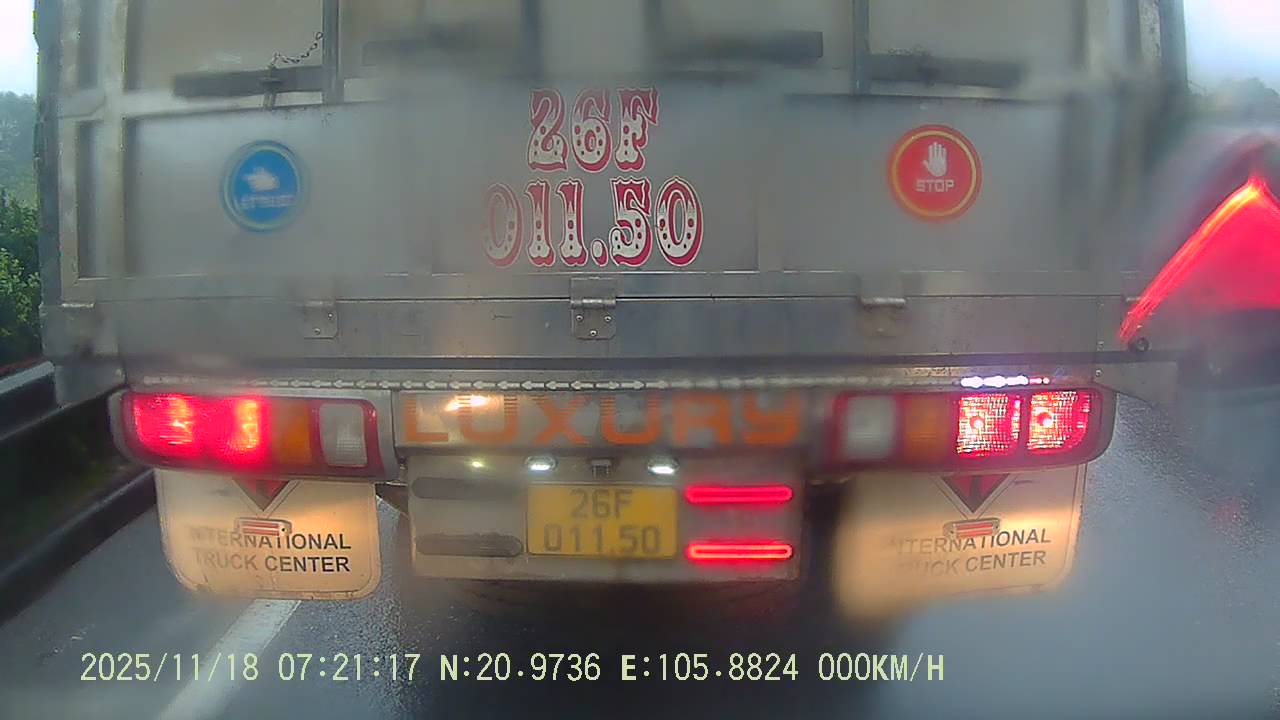 26F
011.50
STOP
LUXURY
26F
011.50
INTERNATIONAL
TRUCK CENTER
INTERNATIONAL
TRUCK CENTER
2025/11/18 07:21:17 N:20.9736 E:105.8824 000KM/H